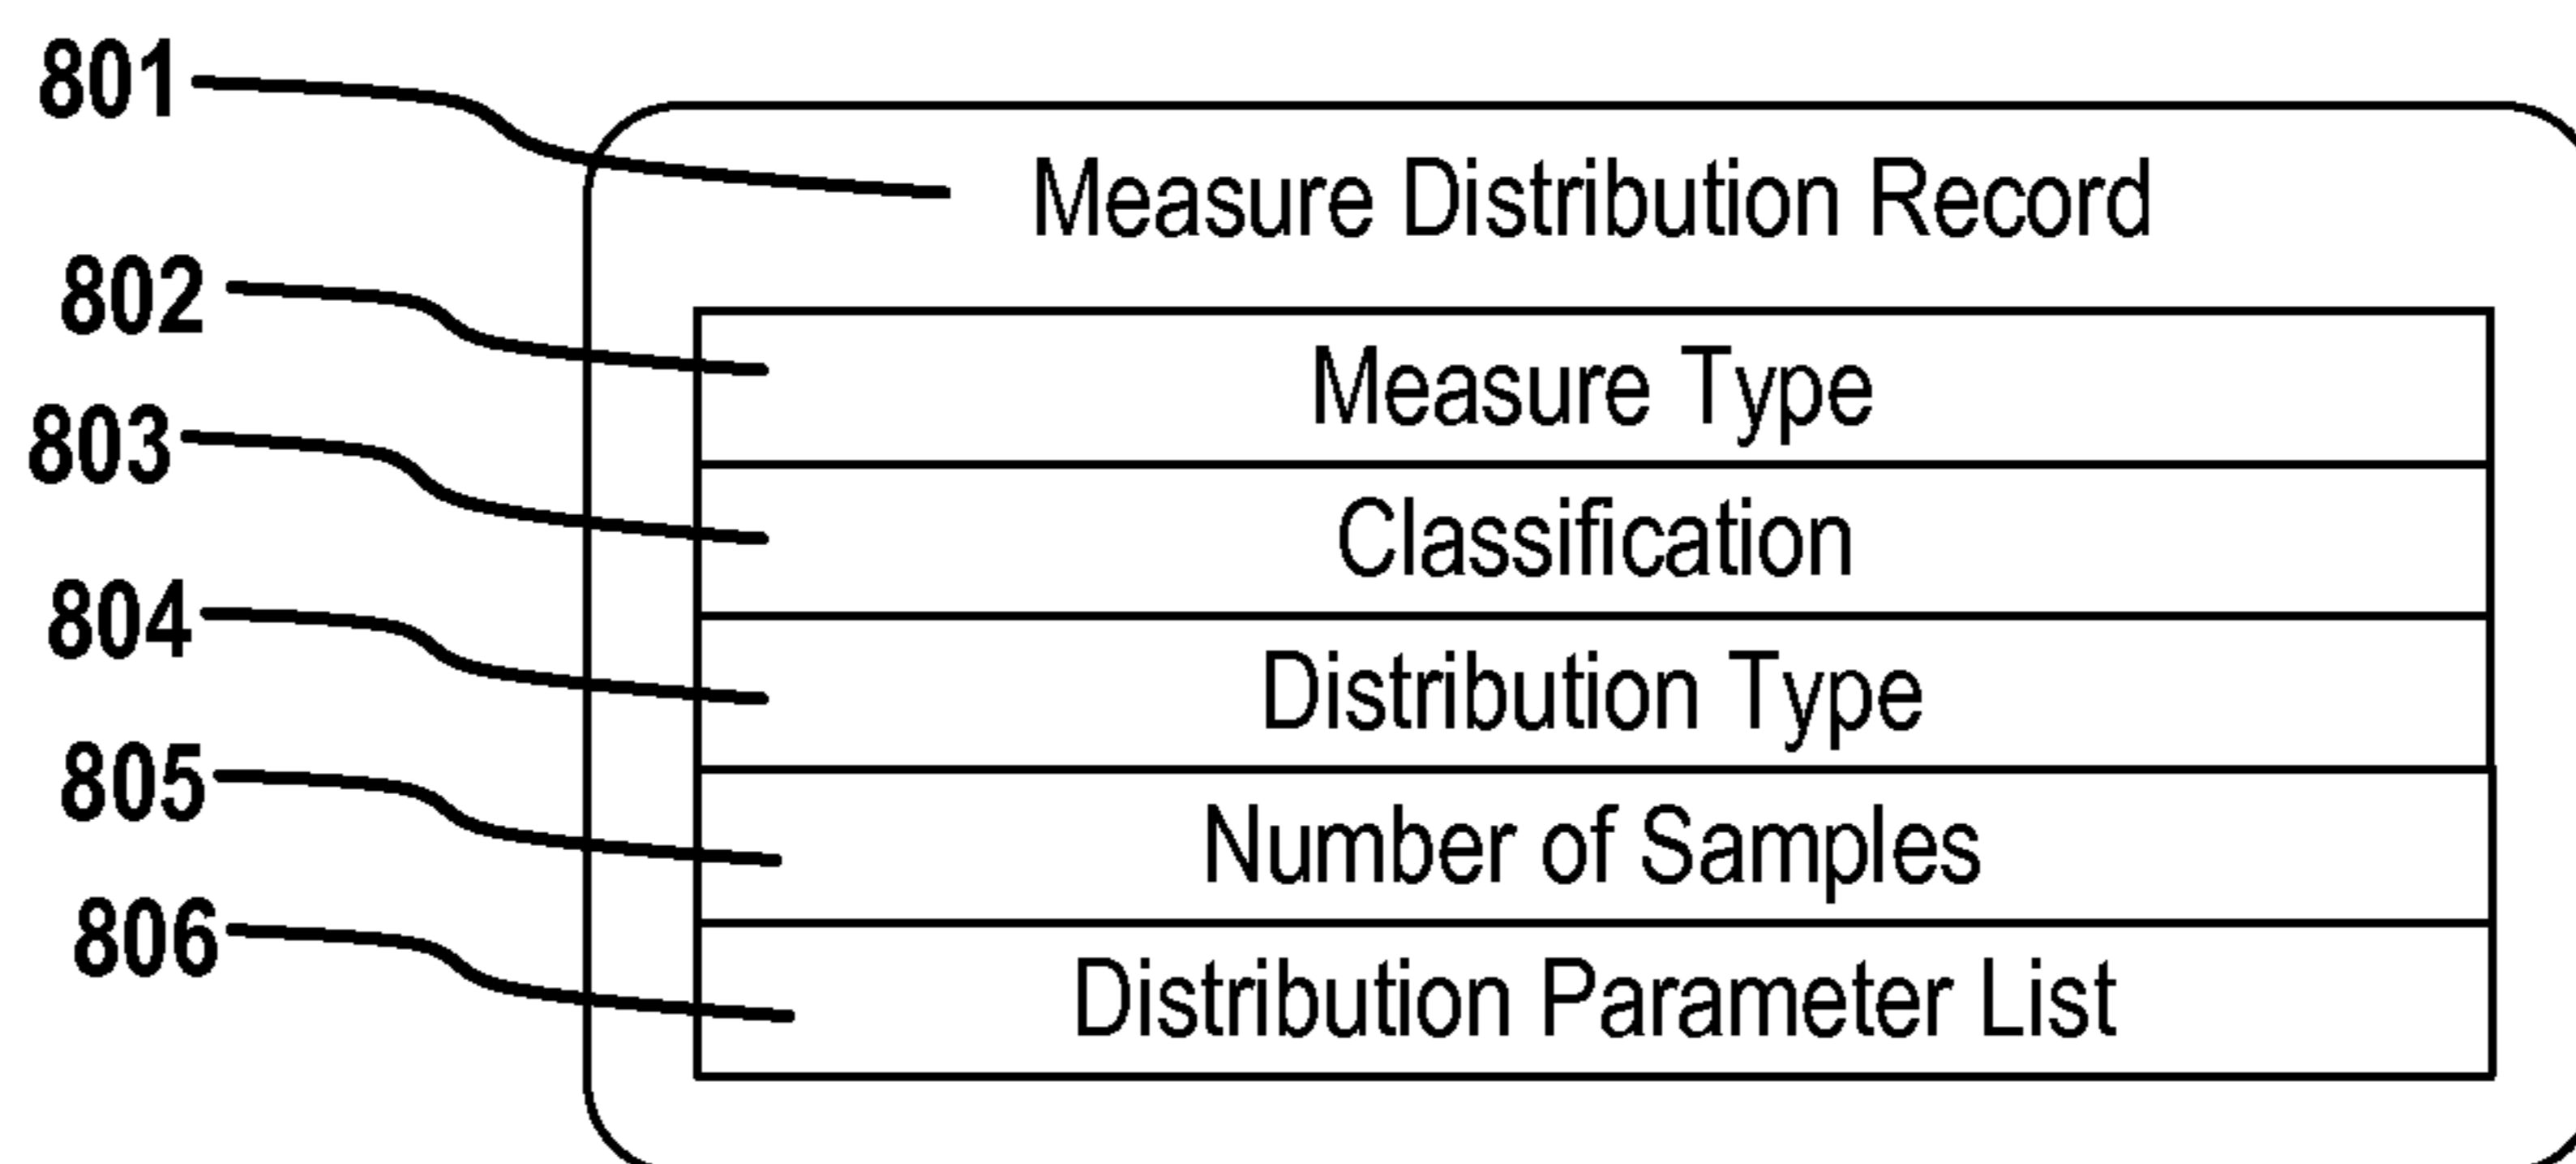 801
Measure Distribution Record
802
Measure Type
803
Classification
804
Distribution Type
805
Number of Samples
806
Distribution Parameter List